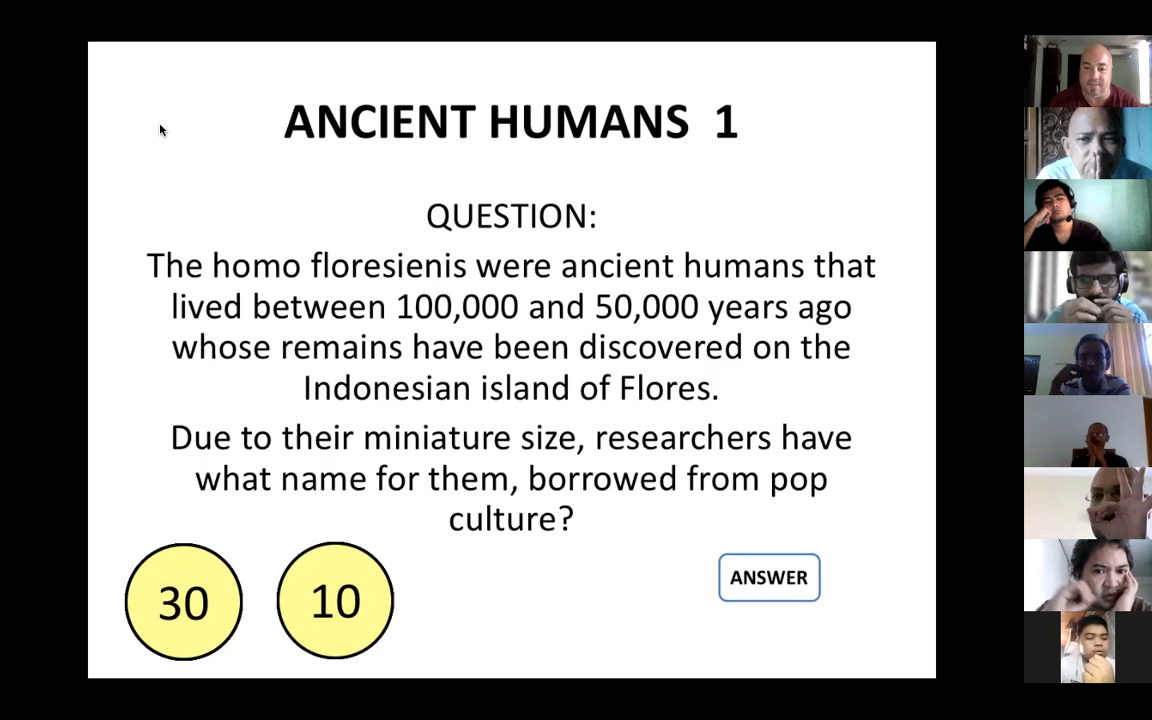 ANCIENT HUMANS 1
QUESTION:
The homo floresienis were ancient humans that
lived between 100,000 and 50,000 years ago
whose remains have been discovered on the
Indonesian island of Flores.
Due to their miniature size, researchers have
what name for them, borrowed from pop
culture?
30
10
ANSWER